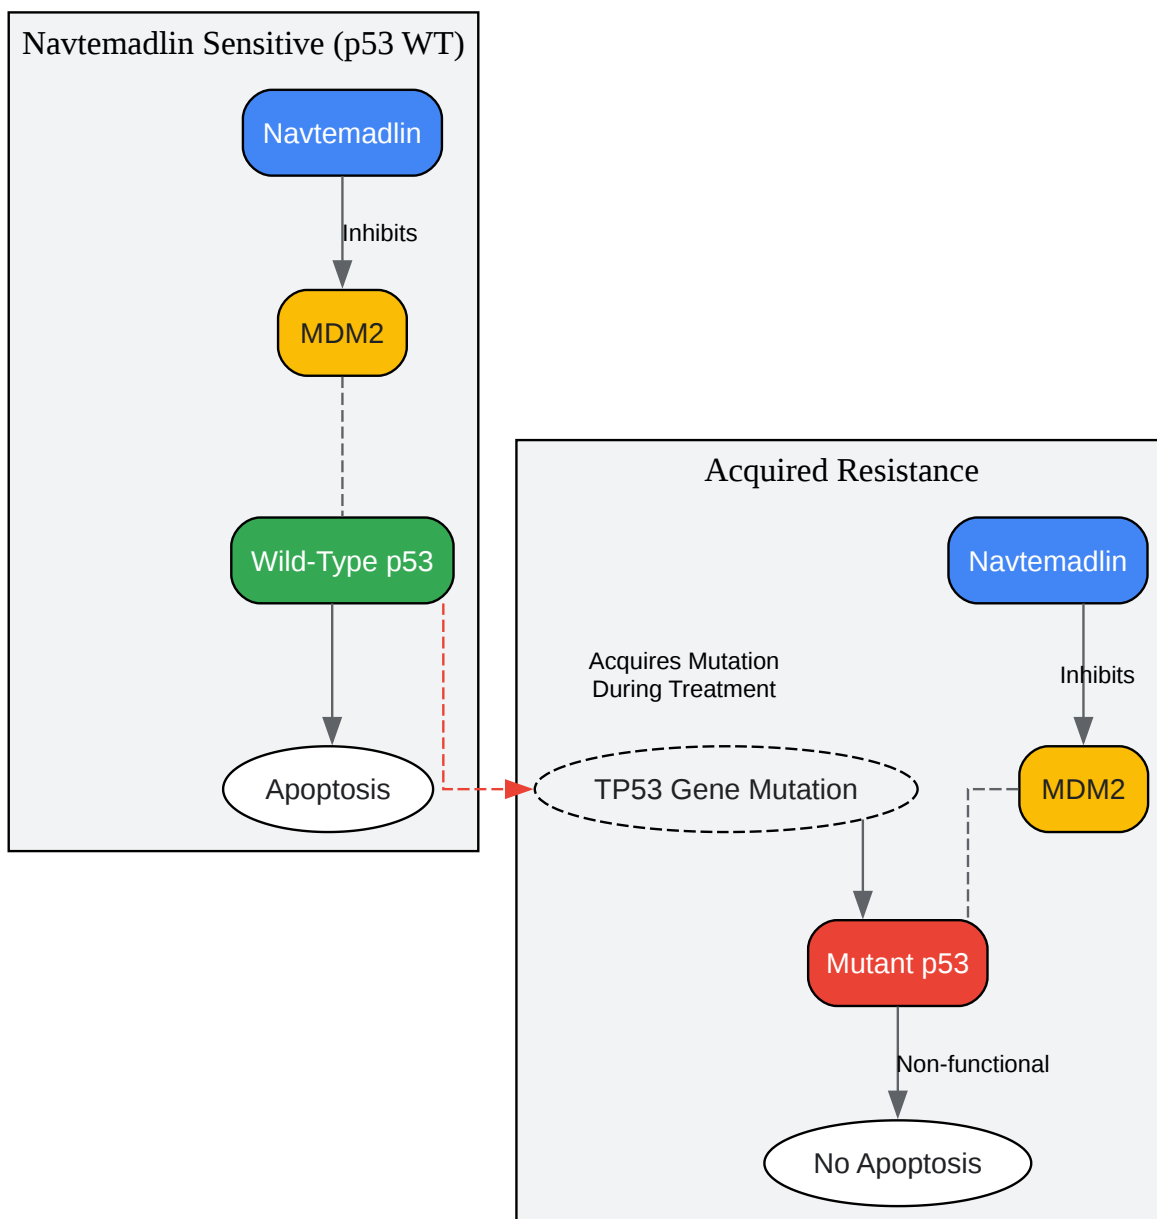 Navtemadlin Sensitive (p53 WT)
Navtemadlin
Inhibits
MDM2
Wild-Type p53
Apoptosis
Acquired Resistance
Navtemadlin
Acquires Mutation
During Treatment
Inhibits
TP53 Gene Mutation
MDM2
Mutant p53
Non-functional
No Apoptosis